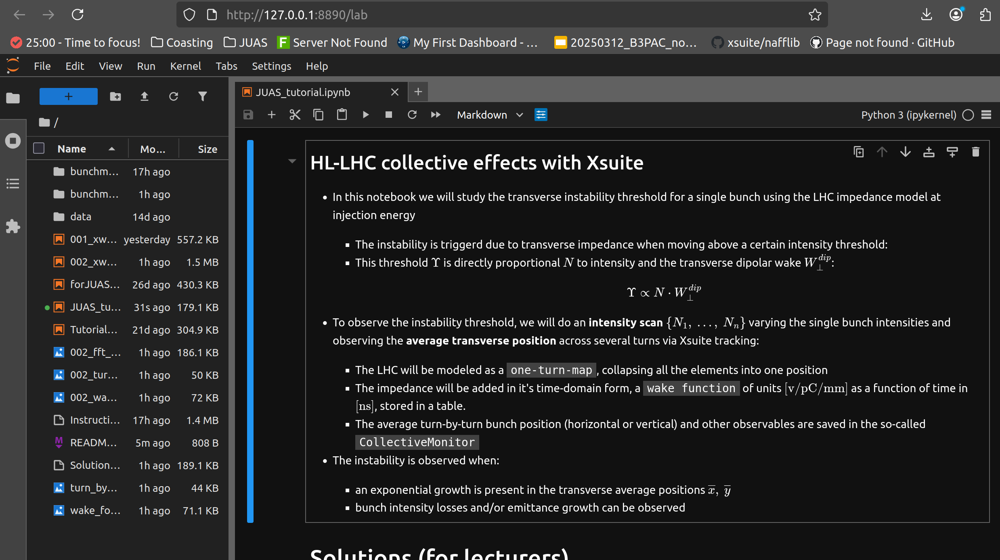 http://127.0.0.1:8890/lab
25:00 - Time to focus! Coasting JUAS Server Not Found My First Dashboard - ... 20250312_B3PAC_no... xsuite/nafflib Page not found · GitHub
File Edit View Run Kernel Tabs Settings Help
JUAS_tutorial.ipynb
Markdown Python 3 (ipykernel)
/
Name Mo... Size
bunchm... 17h ago
bunchm... 1h ago
data 14d ago
001_xw... yesterday 557.2 KB
002_xw... 1h ago 1.5 MB
forJUAS... 26d ago 430.3 KB
JUAS_tu... 31s ago 179.1 KB
Tutorial... 21d ago 304.9 KB
002_fft_... 1h ago 186.1 KB
002_tur... 1h ago 50 KB
002_wa... 1h ago 72 KB
Instructi... 17h ago 1.4 MB
READM... 5m ago 808 B
Solution... 1h ago 189.1 KB
turn_by... 1h ago 44 KB
wake_fo... 1h ago 71.1 KB
HL-LHC collective effects with Xsuite
• In this notebook we will study the transverse instability threshold for a single bunch using the LHC impedance model at
injection energy
▪ The instability is triggerd due to transverse impedance when moving above a certain intensity threshold:
▪ This threshold ϒ is directly proportional N to intensity and the transverse dipolar wake W⊥^dip:
ϒ ∝ N · W⊥^dip
• To observe the instability threshold, we will do an intensity scan {N₁, ..., Nₙ} varying the single bunch intensities and
observing the average transverse position across several turns via Xsuite tracking:
▪ The LHC will be modeled as a one-turn-map, collapsing all the elements into one position
▪ The impedance will be added in it's time-domain form, a wake function of units [v/pC/mm] as a function of time in
[ns], stored in a table.
▪ The average turn-by-turn bunch position (horizontal or vertical) and other observables are saved in the so-called
CollectiveMonitor
• The instability is observed when:
▪ an exponential growth is present in the transverse average positions x̅, y̅
▪ bunch intensity losses and/or emittance growth can be observed
Solutions (for lecturers)